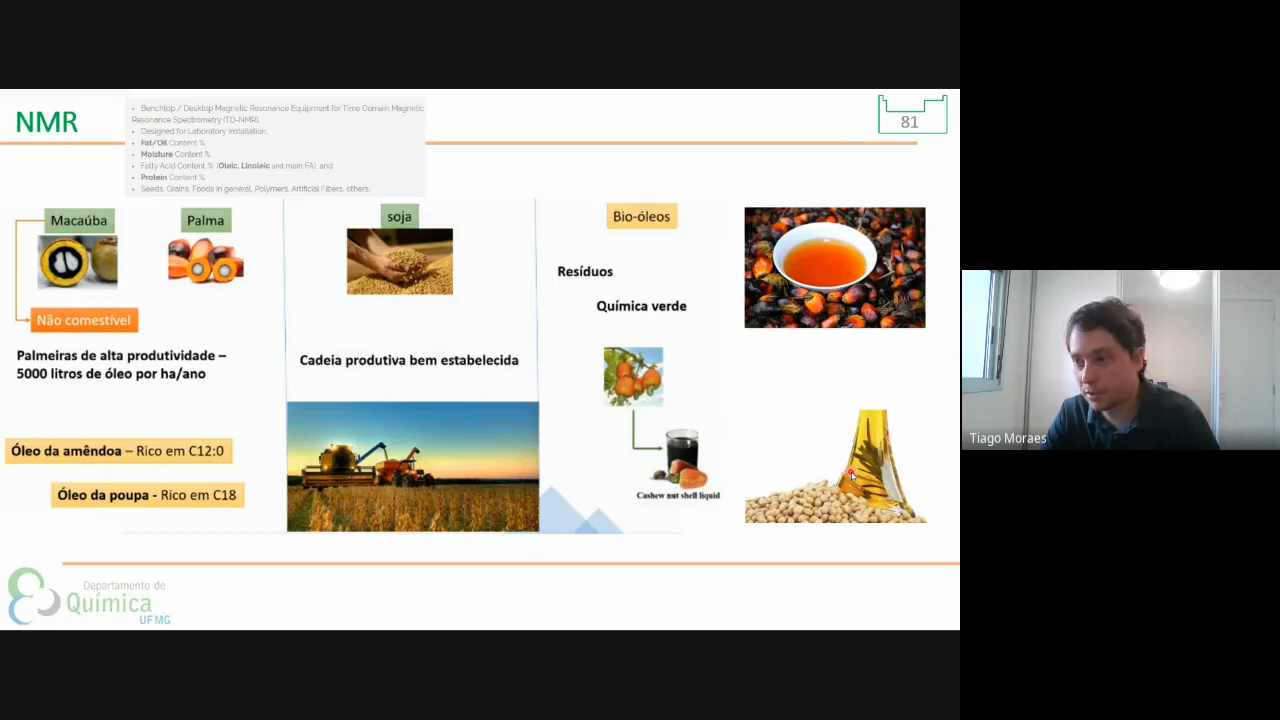 NMR
• Benchtop / Desktop Magnetic Resonance Equipment for Time Domain Magnetic
Resonance Spectrometry (TD-NMR).
• Designed for Laboratory Installation.
• Fat/Oil Content %,
• Moisture Content %,
• Fatty Acid Content % (Oleic, Linoleic and main FA), and
• Protein Content %.
• Seeds, Grains, Foods in general, Polymers, Artificial Fibers, others.
81
Macaúba
Palma
Não comestível
Palmeiras de alta produtividade –
5000 litros de óleo por ha/ano
Óleo da amêndoa – Rico em C12:0
Óleo da poupa - Rico em C18
soja
Cadeia produtiva bem estabelecida
Bio-óleos
Resíduos
Química verde
Cashew nut shell liquid
Tiago Moraes
Departamento de
Química
UFMG